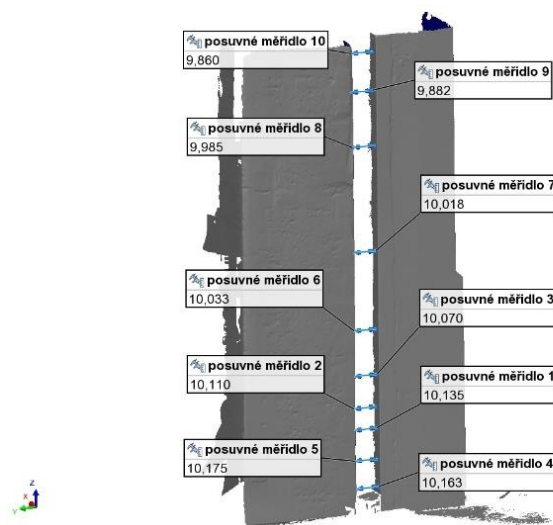 posuvné měřidlo 10
9,860
posuvné měřidlo 9
9,882
posuvné měřidlo 8
9,985
posuvné měřidlo 7
10,018
posuvné měřidlo 6
10,033
posuvné měřidlo 3
10,070
posuvné měřidlo 2
10,110
posuvné měřidlo 1
10,135
posuvné měřidlo 5
10,175
posuvné měřidlo 4
10,163
Z
X
Y